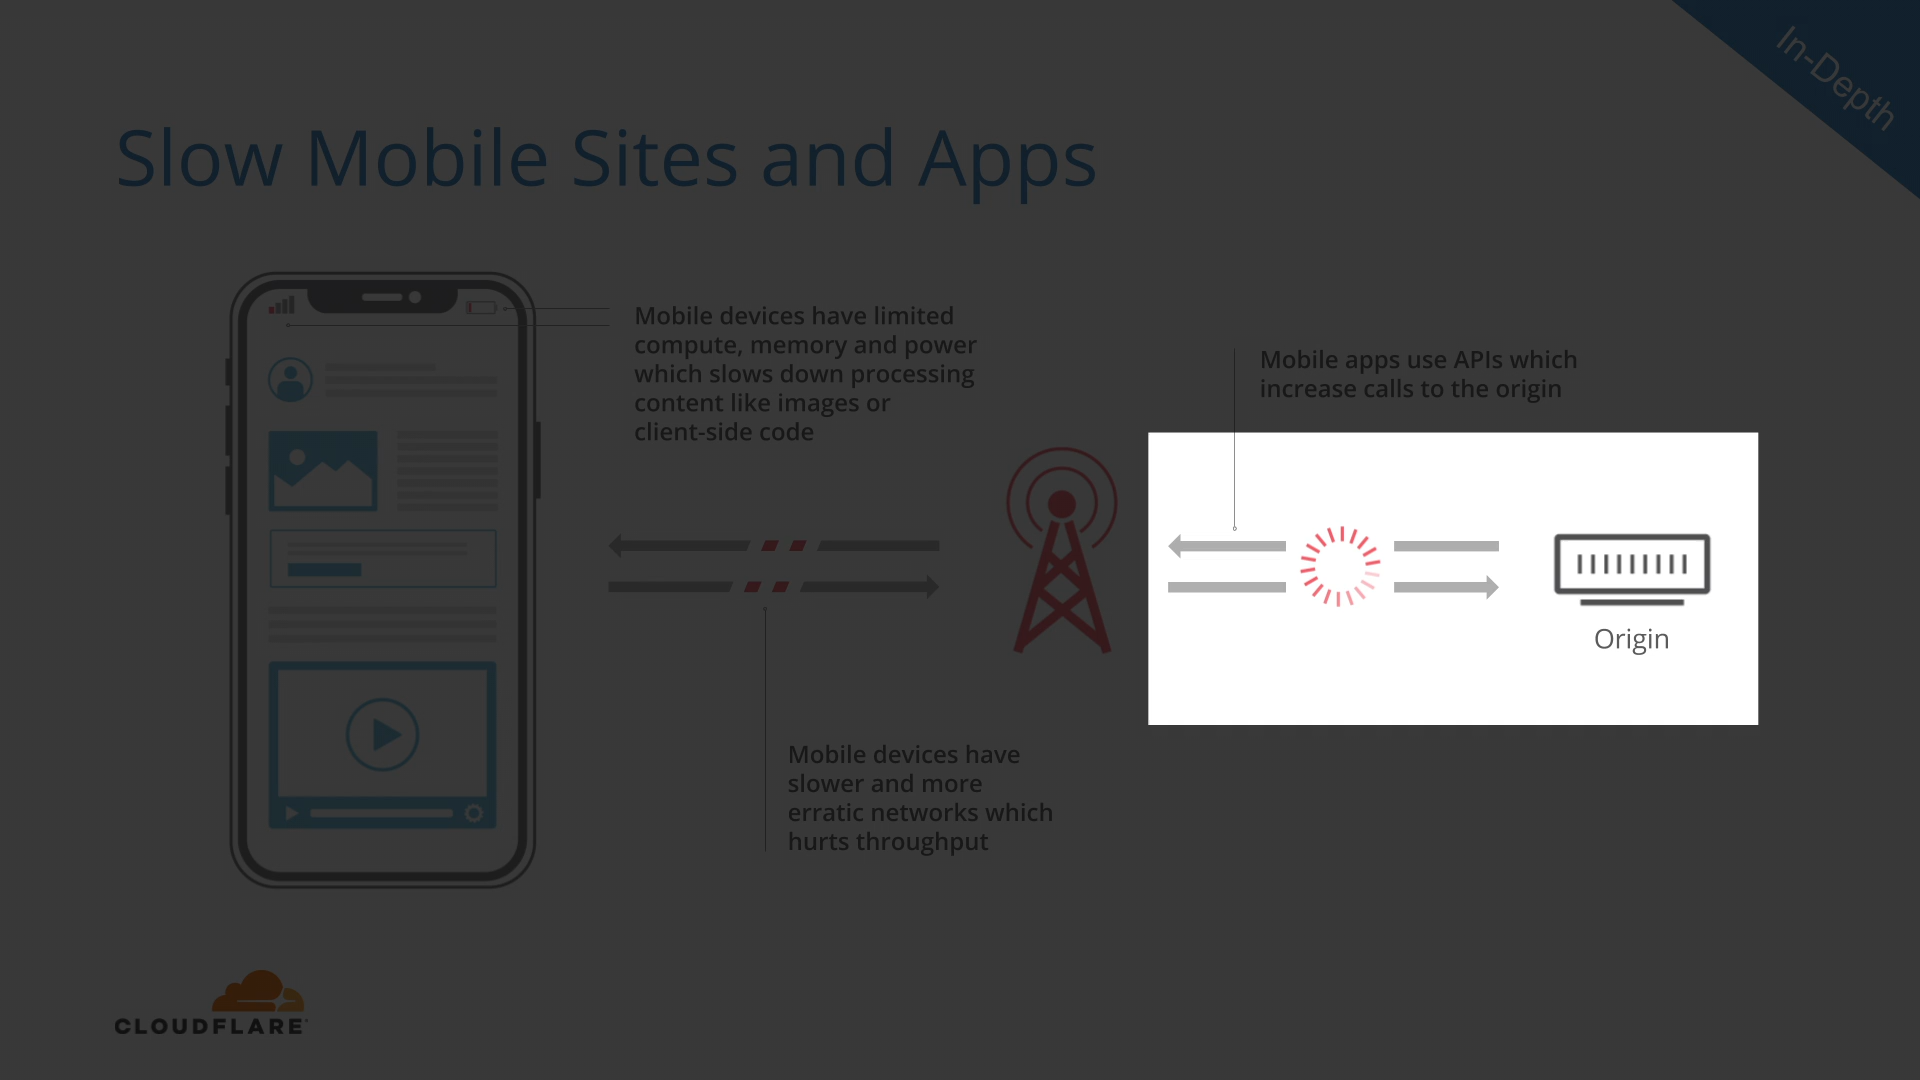 In-Depth
Slow Mobile Sites and Apps
Mobile devices have limited
compute, memory and power
which slows down processing
content like images or
client-side code
Mobile apps use APIs which
increase calls to the origin
Origin
Mobile devices have
slower and more
erratic networks which
hurts throughput
CLOUDFLARE